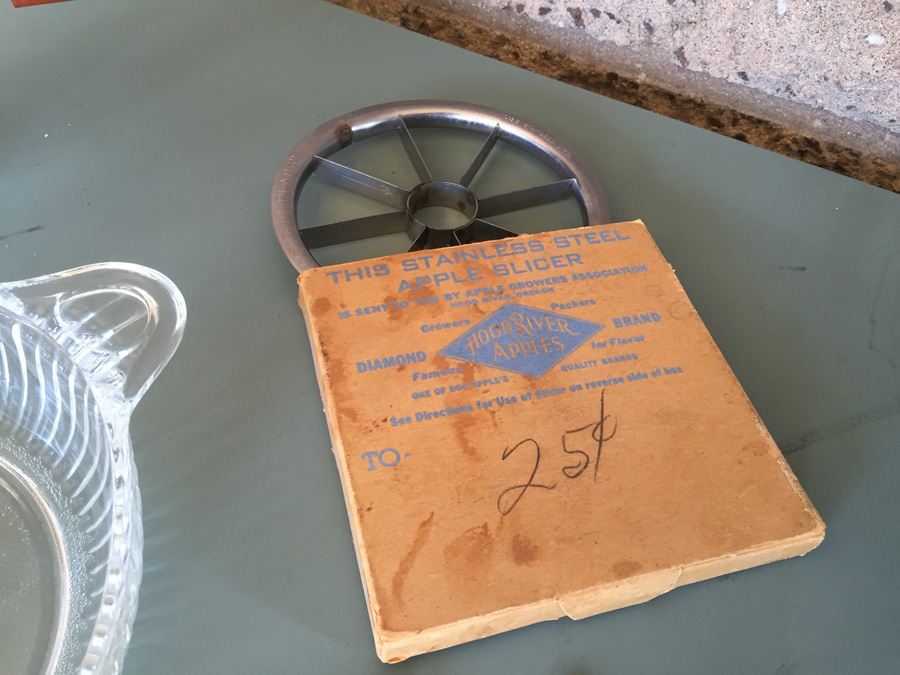 THIS STAINLESS STEEL
APPLE SLICER
IS SENT TO YOU BY APPLE GROWERS ASSOCIATION
HOOD RIVER, OREGON
Growers Packers
HOOD RIVER
APPLES
DIAMOND BRAND
Famous for Flavor
ONE OF DOC APPLE'S QUALITY BRANDS
See Directions for Use of Slicer on reverse side of box
TO-
25¢